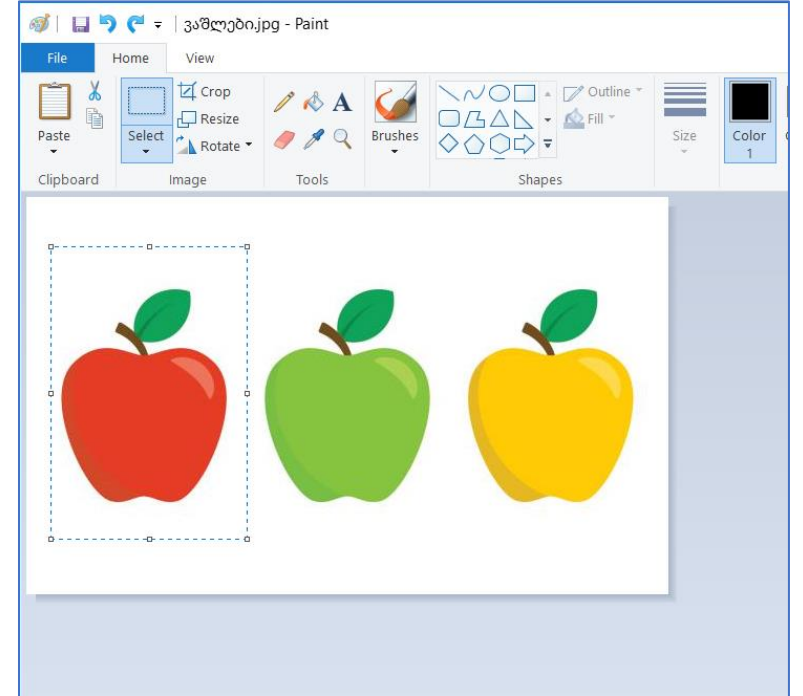 ვაშლები.jpg - Paint
File Home View
Paste
Select
Crop
Resize
Rotate
A
Brushes
Outline
Fill
Size
Color
1
Clipboard Image Tools Shapes